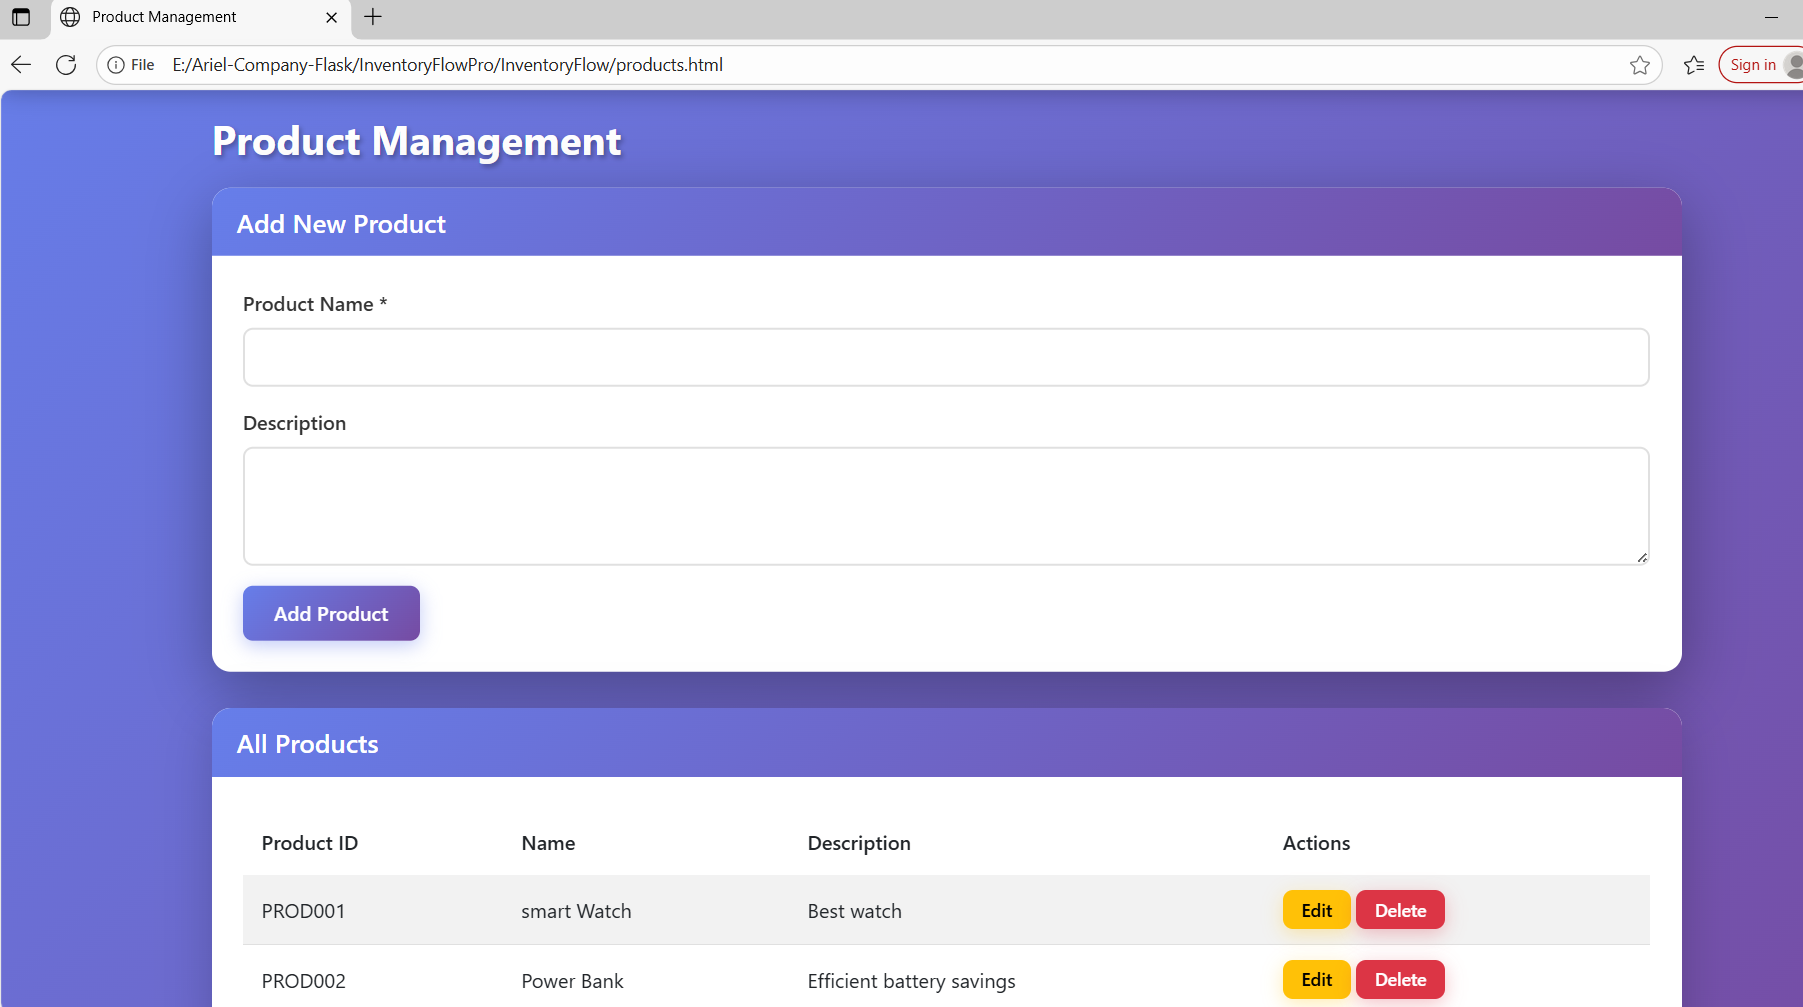 Product Management
File E:/Ariel-Company-Flask/InventoryFlowPro/InventoryFlow/products.html
Sign in
Product Management
Add New Product
Product Name *
Description
Add Product
All Products
Product ID Name Description Actions
PROD001 smart Watch Best watch Edit Delete
PROD002 Power Bank Efficient battery savings Edit Delete